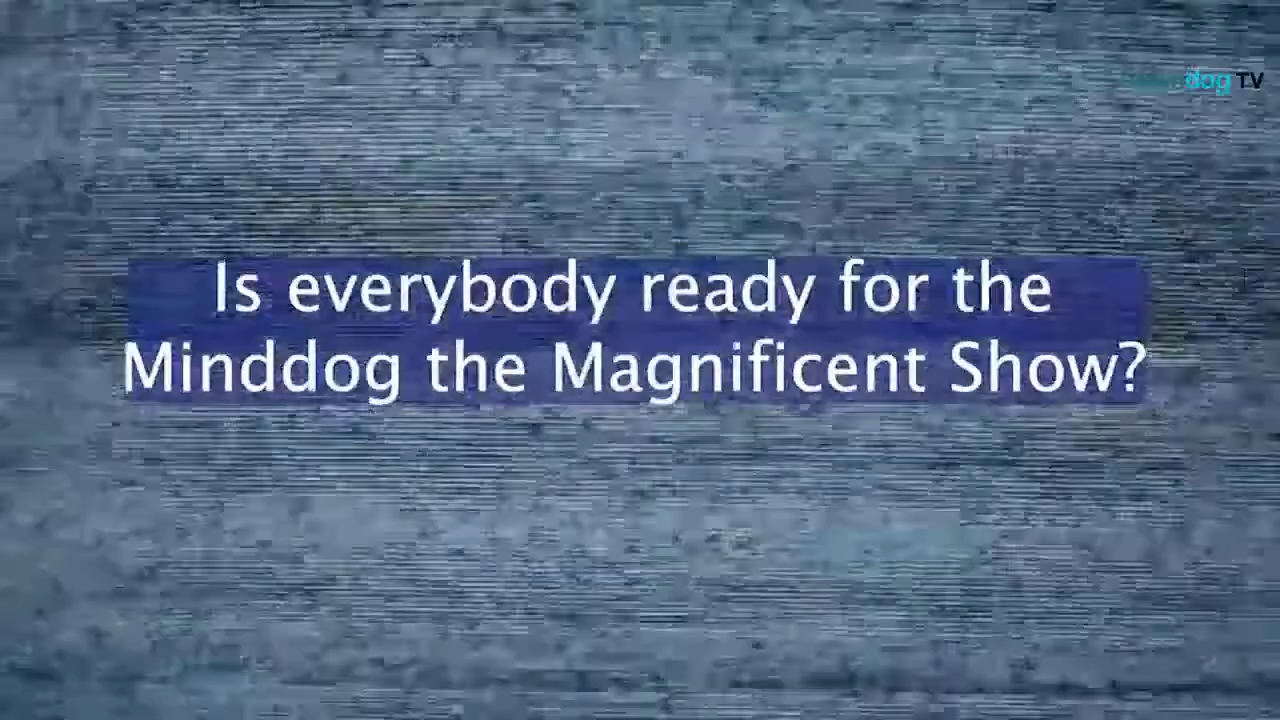 dog TV
Is everybody ready for the
Minddog the Magnificent Show?